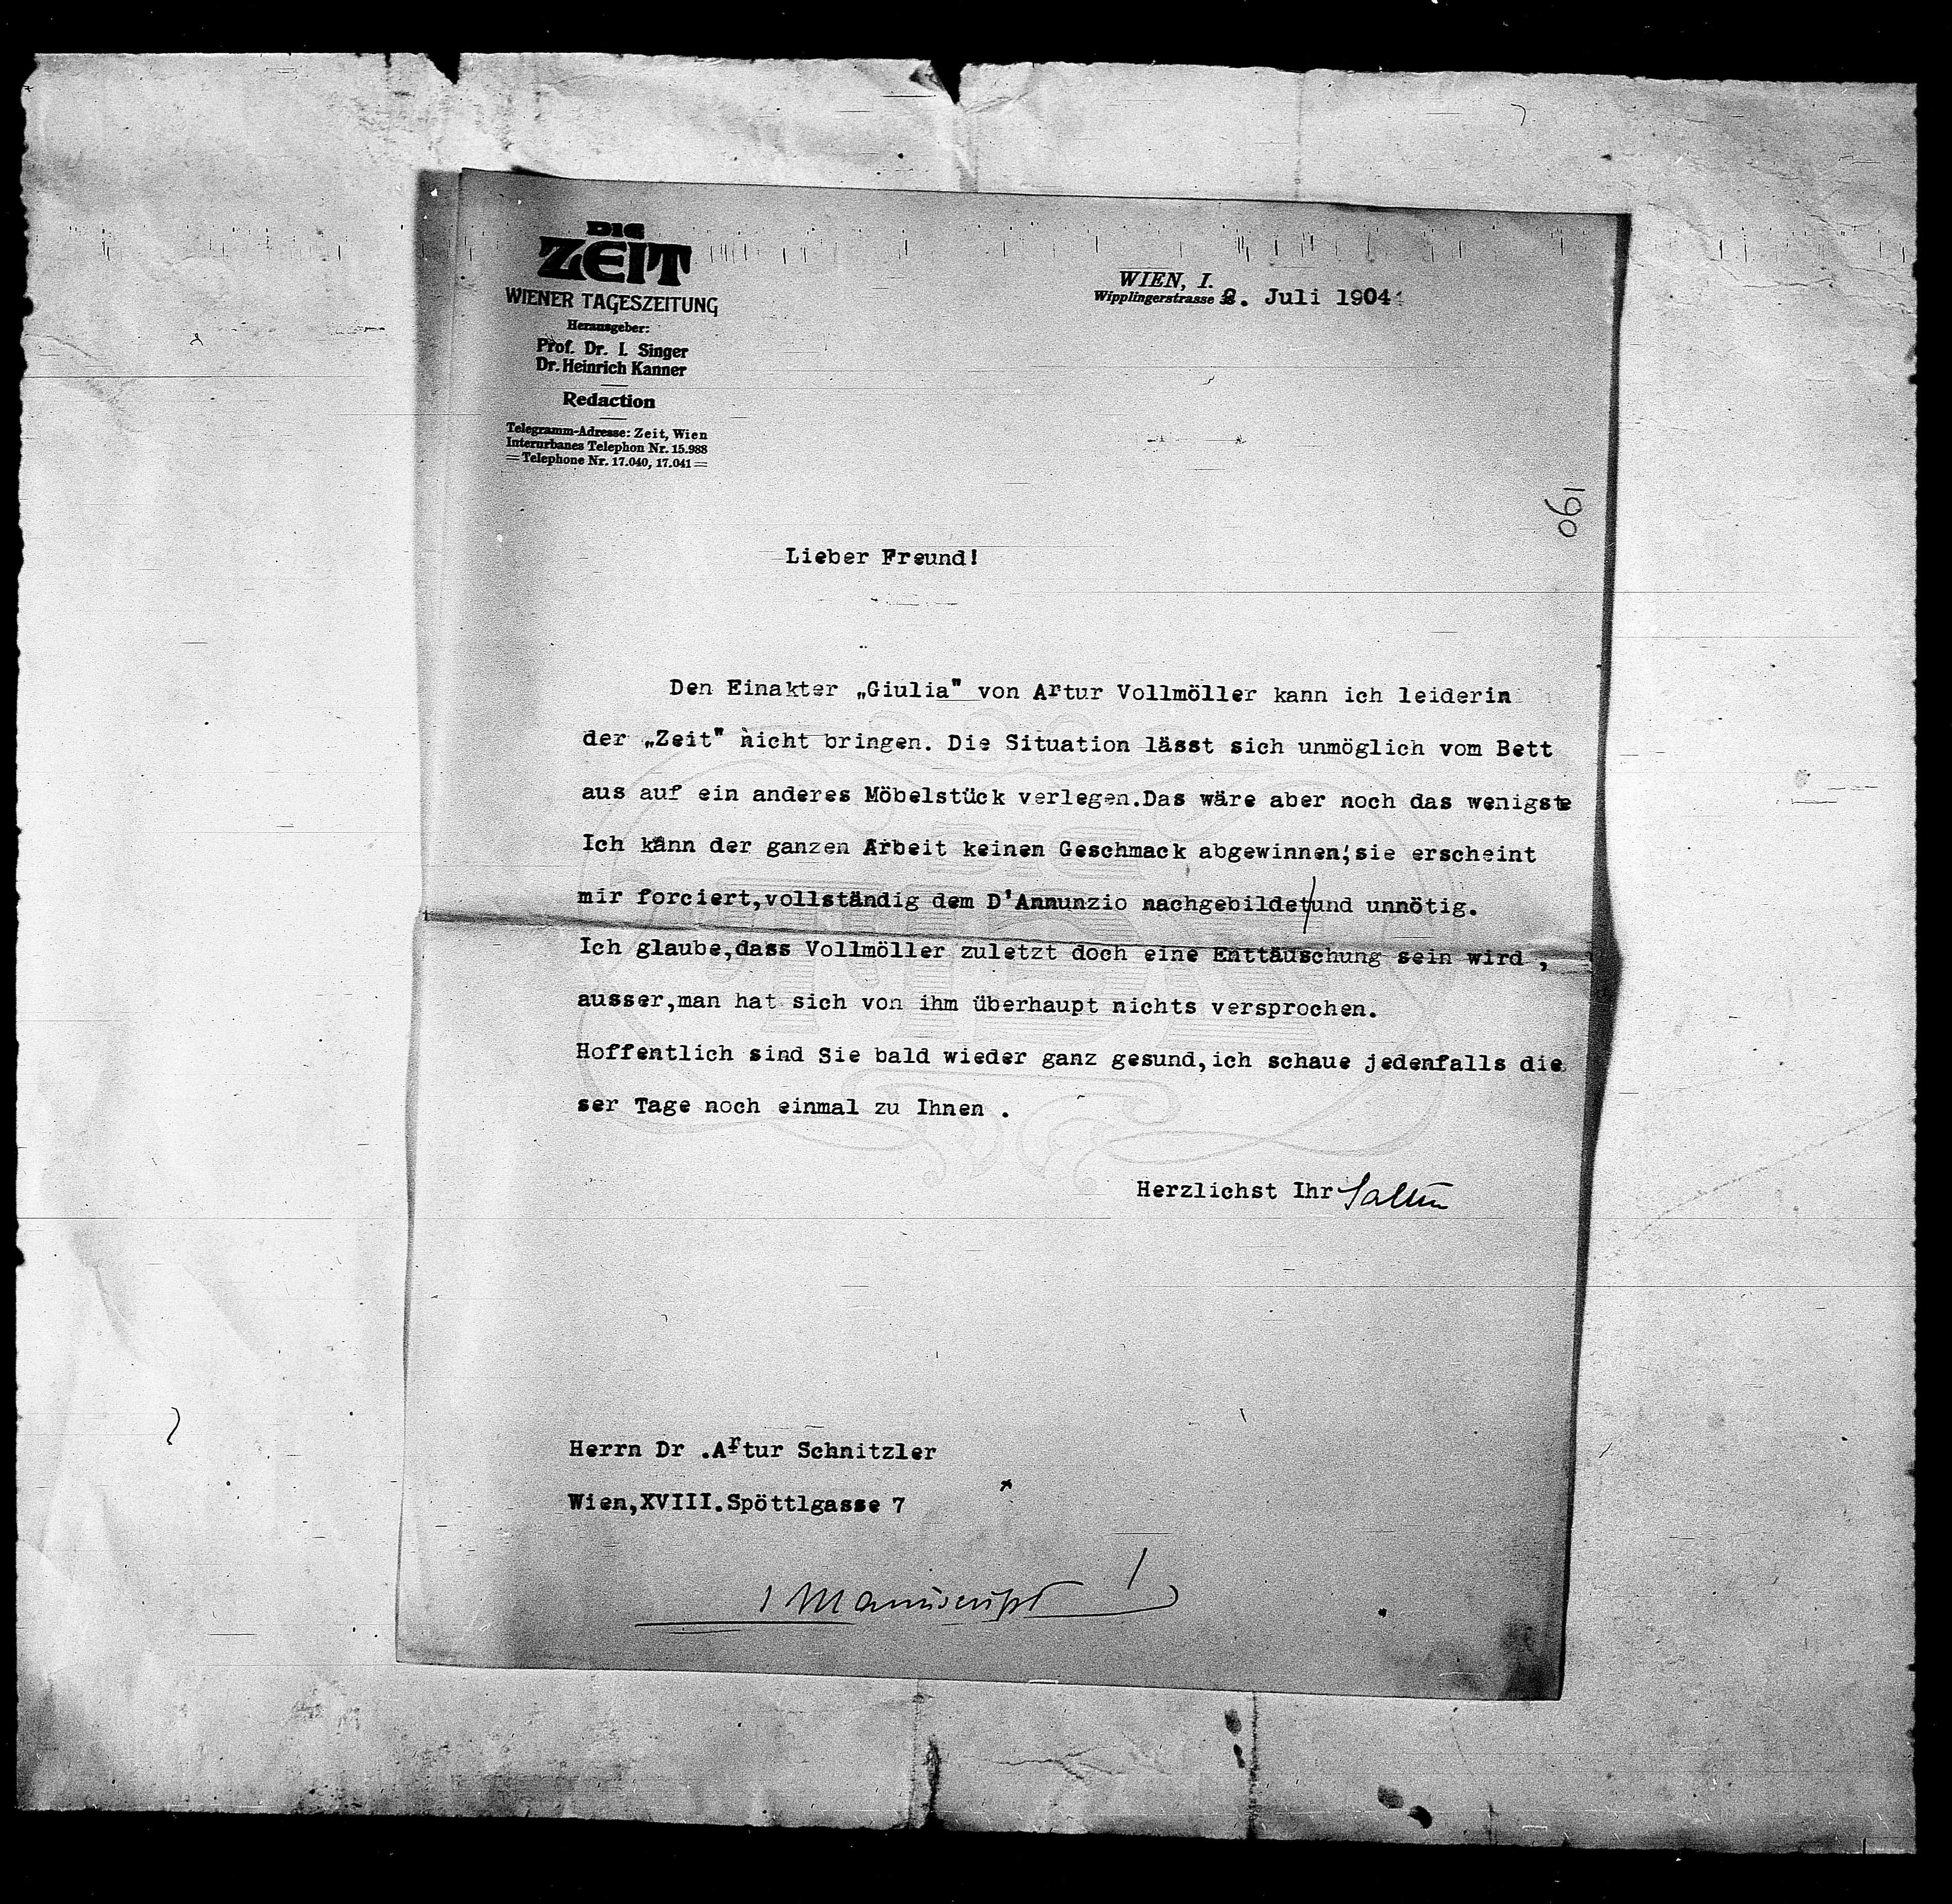 DIE
ZEIT
WIENER TAGESZEITUNG
Herausgeber:
Prof. Dr. I. Singer
Dr. Heinrich Kanner
Redaction
Telegramm-Adresse: Zeit, Wien
Interurbanes Telephon Nr. 15.988
= Telephone Nr. 17.040, 17.041 =
WIEN, I.
Wipplingerstrasse
Juli 1904
190
Lieber Freund!
Den Einakter „Giulia" von Artur Vollmöller kann ich leiderin
der „Zeit" nicht bringen. Die Situation lässt sich unmöglich vom Bett
aus auf ein anderes Möbelstück verlegen.Das wäre aber noch das wenigste
Ich kann der ganzen Arbeit keinen Geschmack abgewinnen,sie erscheint
mir forciert,vollständig dem D'Annunzio nachgebildet/und unnötig.
Ich glaube,dass Vollmöller zuletzt doch eine Enttäuschung sein wird ,
ausser,man hat sich von ihm überhaupt nichts versprochen.
Hoffentlich sind Sie bald wieder ganz gesund,ich schaue jedenfalls die
ser Tage noch einmal zu Ihnen .
Herzlichst Ihr Salten
Herrn Dr .Artur Schnitzler
Wien,XVIII.Spöttlgasse 7
1 Manuscript !
DIE
ZEIT